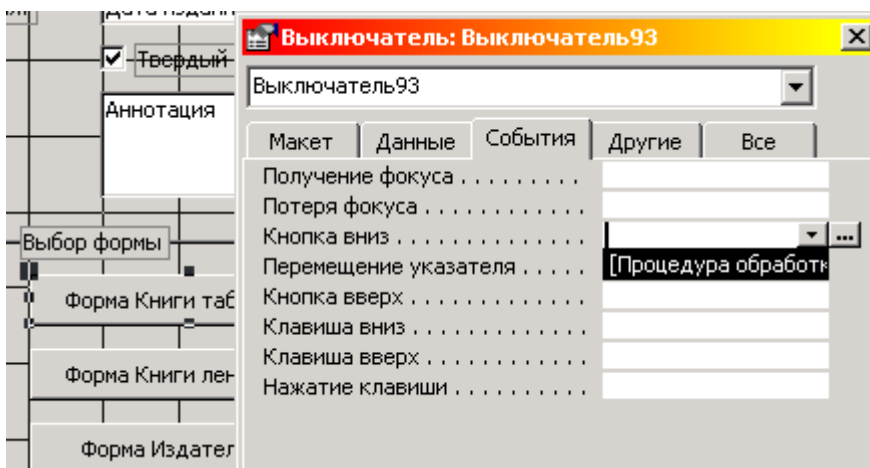 Выключатель: Выключатель93
Твердый
Выключатель93
Аннотация
Макет Данные События Другие Все
Получение фокуса . . . . . . . . .
Потеря фокуса . . . . . . . . . . . . .
Выбор формы
Кнопка вниз . . . . . . . . . . . . . . ...
Перемещение указателя . . . . . [Процедура обработк
Форма Книги таб
Кнопка вверх . . . . . . . . . . . . .
Клавиша вниз . . . . . . . . . . . . .
Клавиша вверх . . . . . . . . . . . .
Форма Книги лен
Нажатие клавиши . . . . . . . . . .
Форма Издател